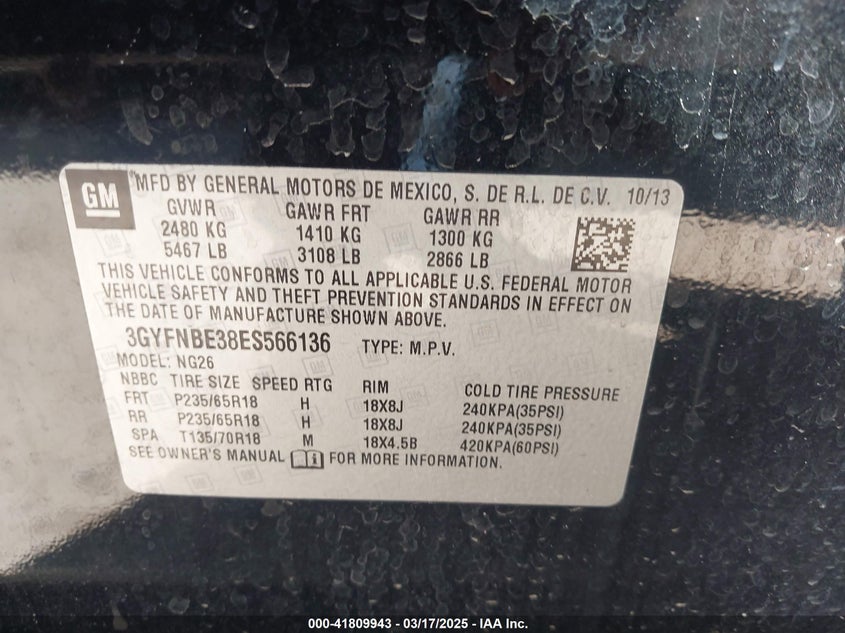 GM MFD BY GENERAL MOTORS DE MEXICO, S. DE R.L. DE C.V. 10/13
GVWR GAWR FRT GAWR RR
2480 KG 1410 KG 1300 KG
5467 LB 3108 LB 2866 LB
THIS VEHICLE CONFORMS TO ALL APPLICABLE U.S. FEDERAL MOTOR
VEHICLE SAFETY AND THEFT PREVENTION STANDARDS IN EFFECT ON
THE DATE OF MANUFACTURE SHOWN ABOVE.
3GYFNBE38ES566136 TYPE: M.P.V.
MODEL: NG26
NBBC TIRE SIZE SPEED RTG RIM COLD TIRE PRESSURE
FRT P235/65R18 H 18X8J 240KPA(35PSI)
RR P235/65R18 H 18X8J 240KPA(35PSI)
SPA T135/70R18 M 18X4.5B 420KPA(60PSI)
SEE OWNER'S MANUAL FOR MORE INFORMATION.
000-41809943 - 03/17/2025 - IAA Inc.